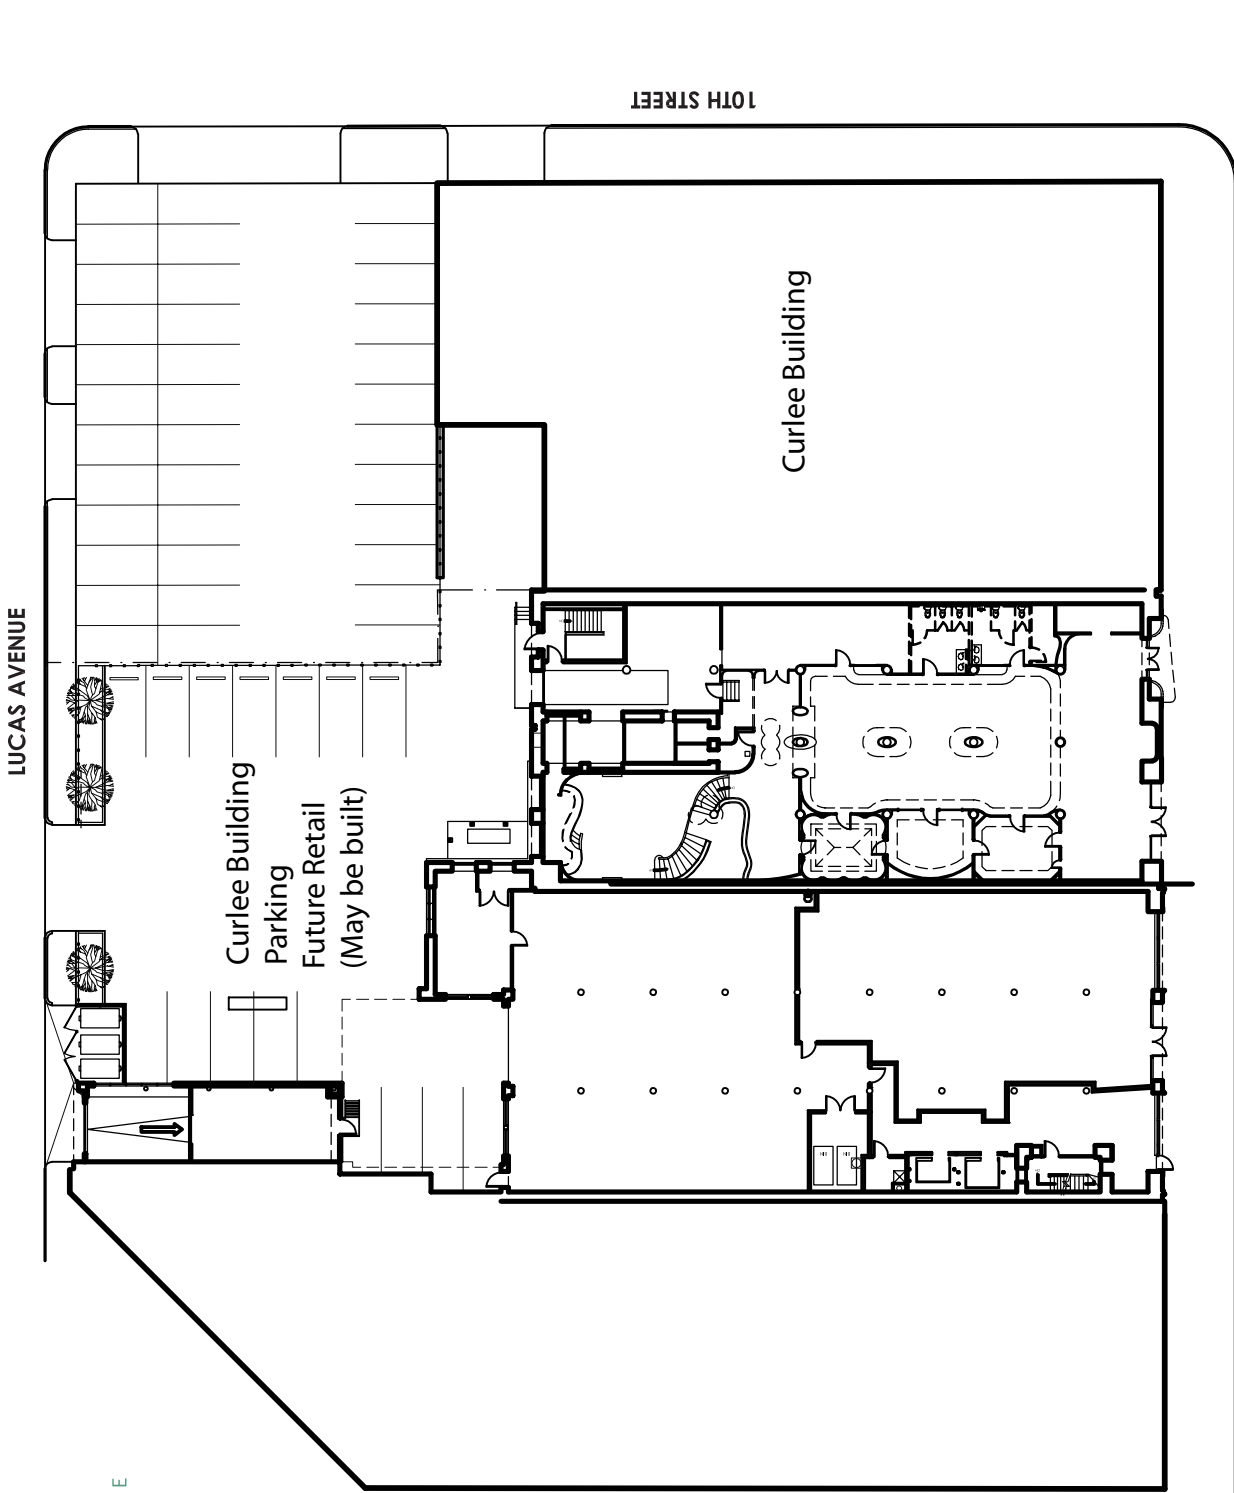 10TH STREET
LUCAS AVENUE
Curlee Building
Curlee Building
Parking
Future Retail
(May be built)
E